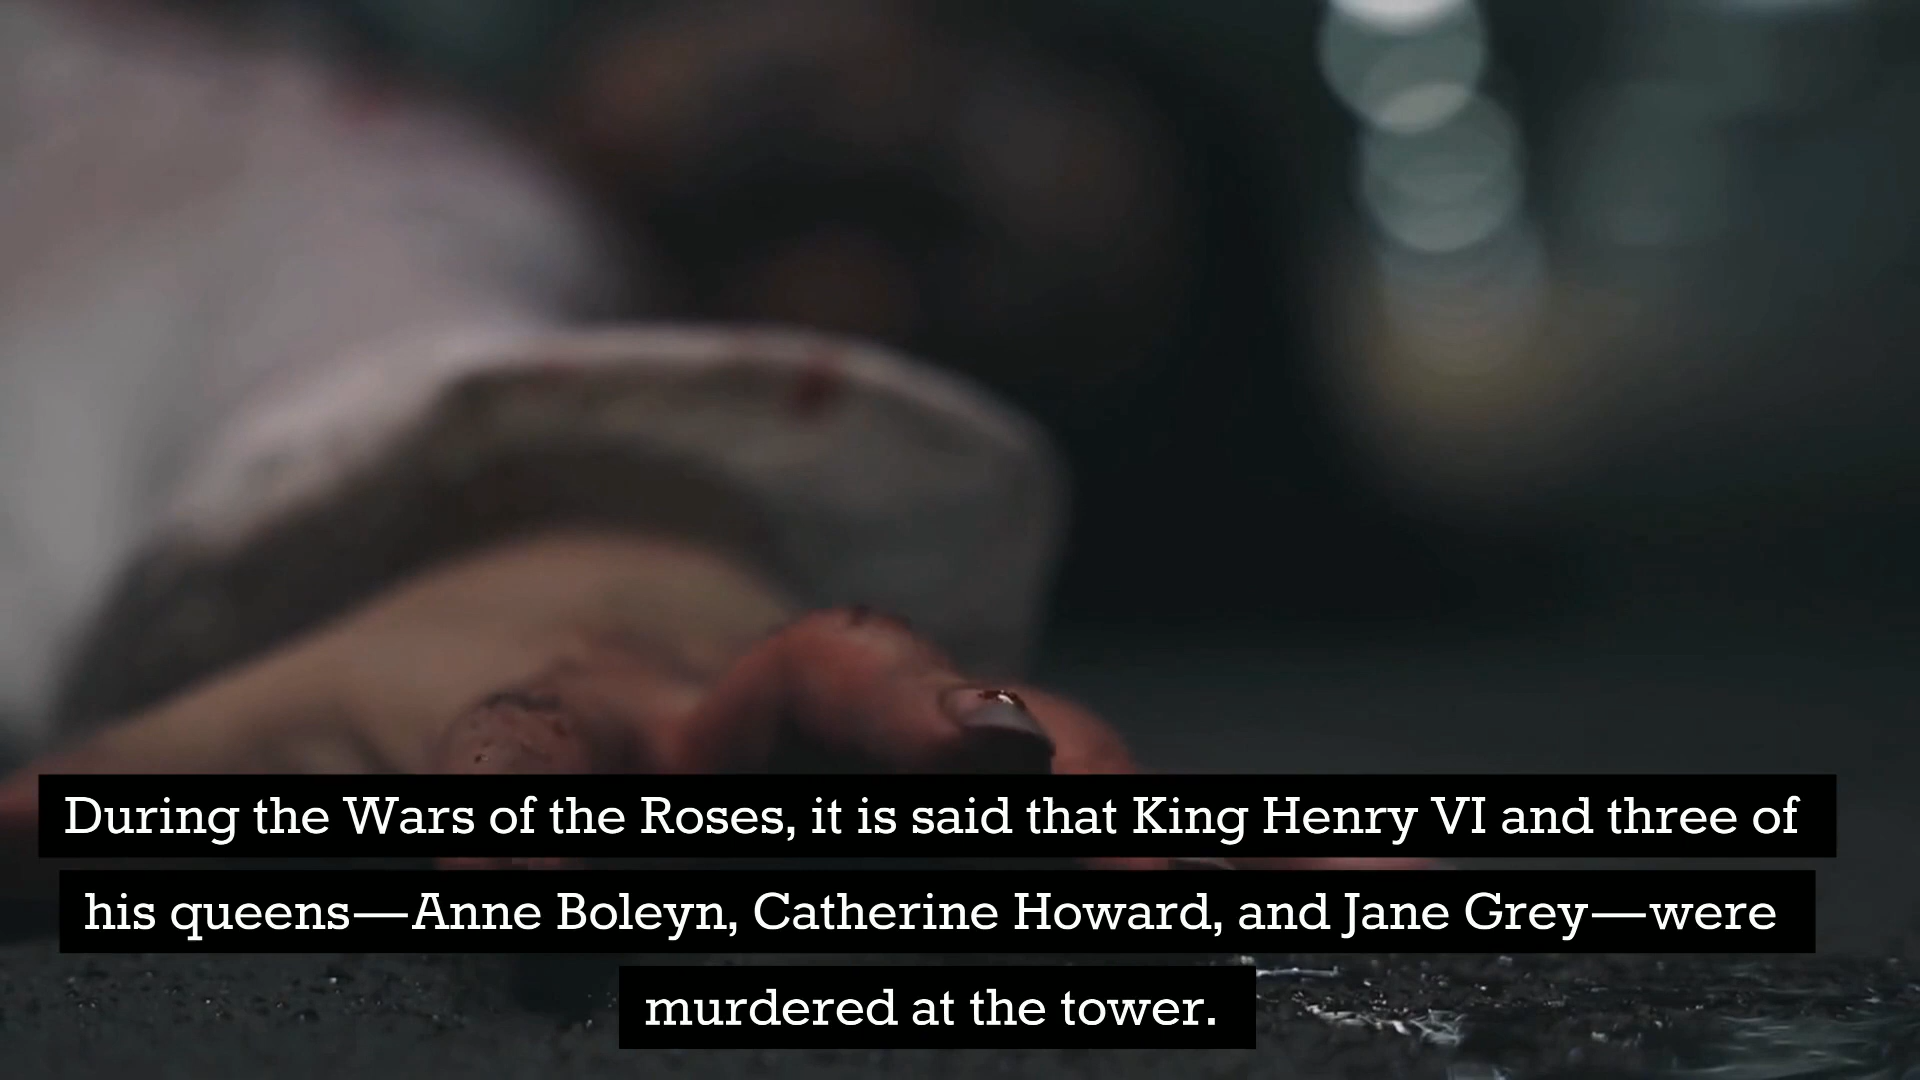 During the Wars of the Roses, it is said that King Henry VI and three of
his queens—Anne Boleyn, Catherine Howard, and Jane Grey—were
murdered at the tower.